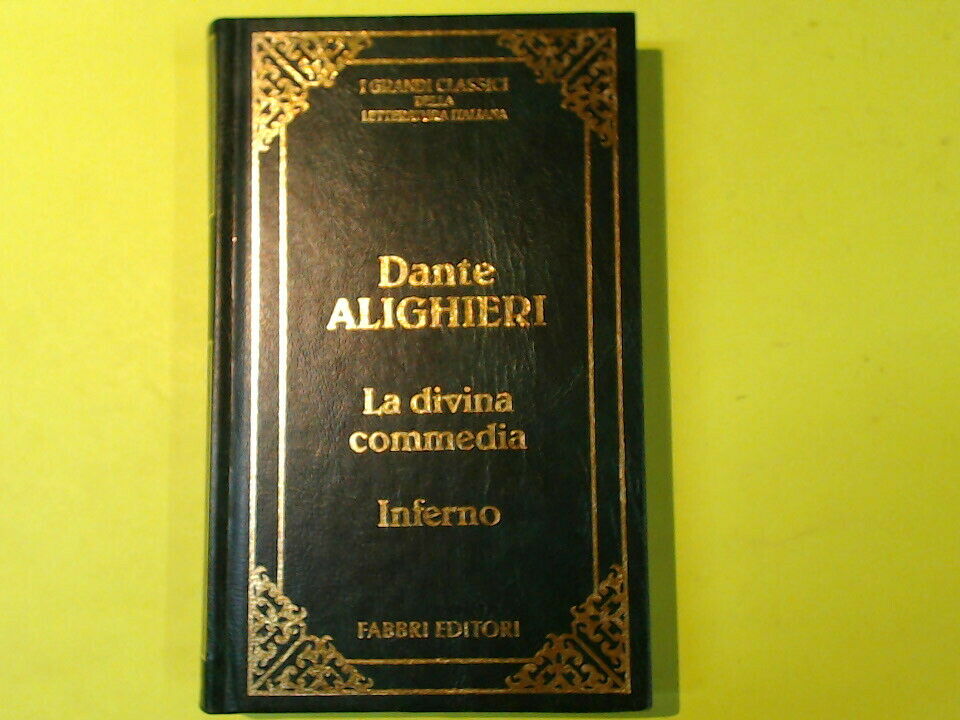 I GRANDI CLASSICI
DELLA
LETTERATURA ITALIANA
Dante
ALIGHIERI
La divina
commedia
Inferno
FABBRI EDITORI